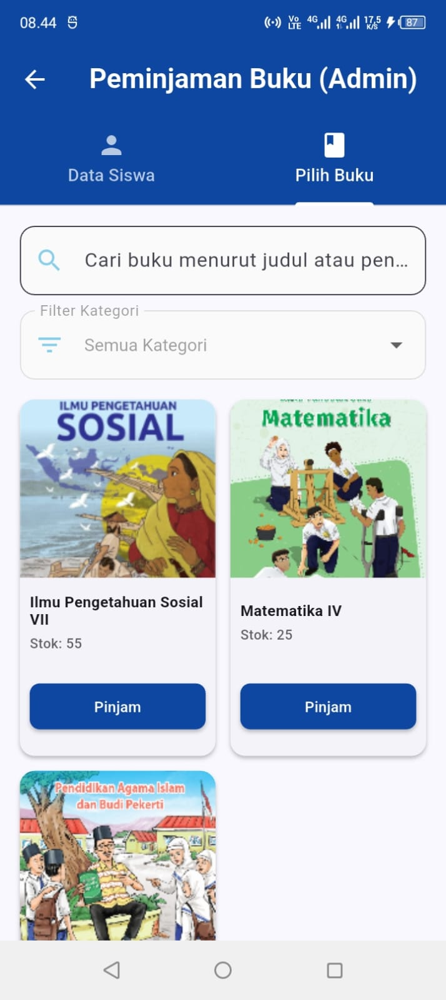 08.44
Vo
LTE
4G
4G
17,5
K/S
87
Peminjaman Buku (Admin)
Data Siswa
Pilih Buku
Cari buku menurut judul atau pen...
Filter Kategori
Semua Kategori
ILMU PENGETAHUAN
SOSIAL
Matematika
Ilmu Pengetahuan Sosial
VII
Stok: 55
Matematika IV
Stok: 25
Pinjam
Pinjam
Pendidikan Agama Islam
dan Budi Pekerti